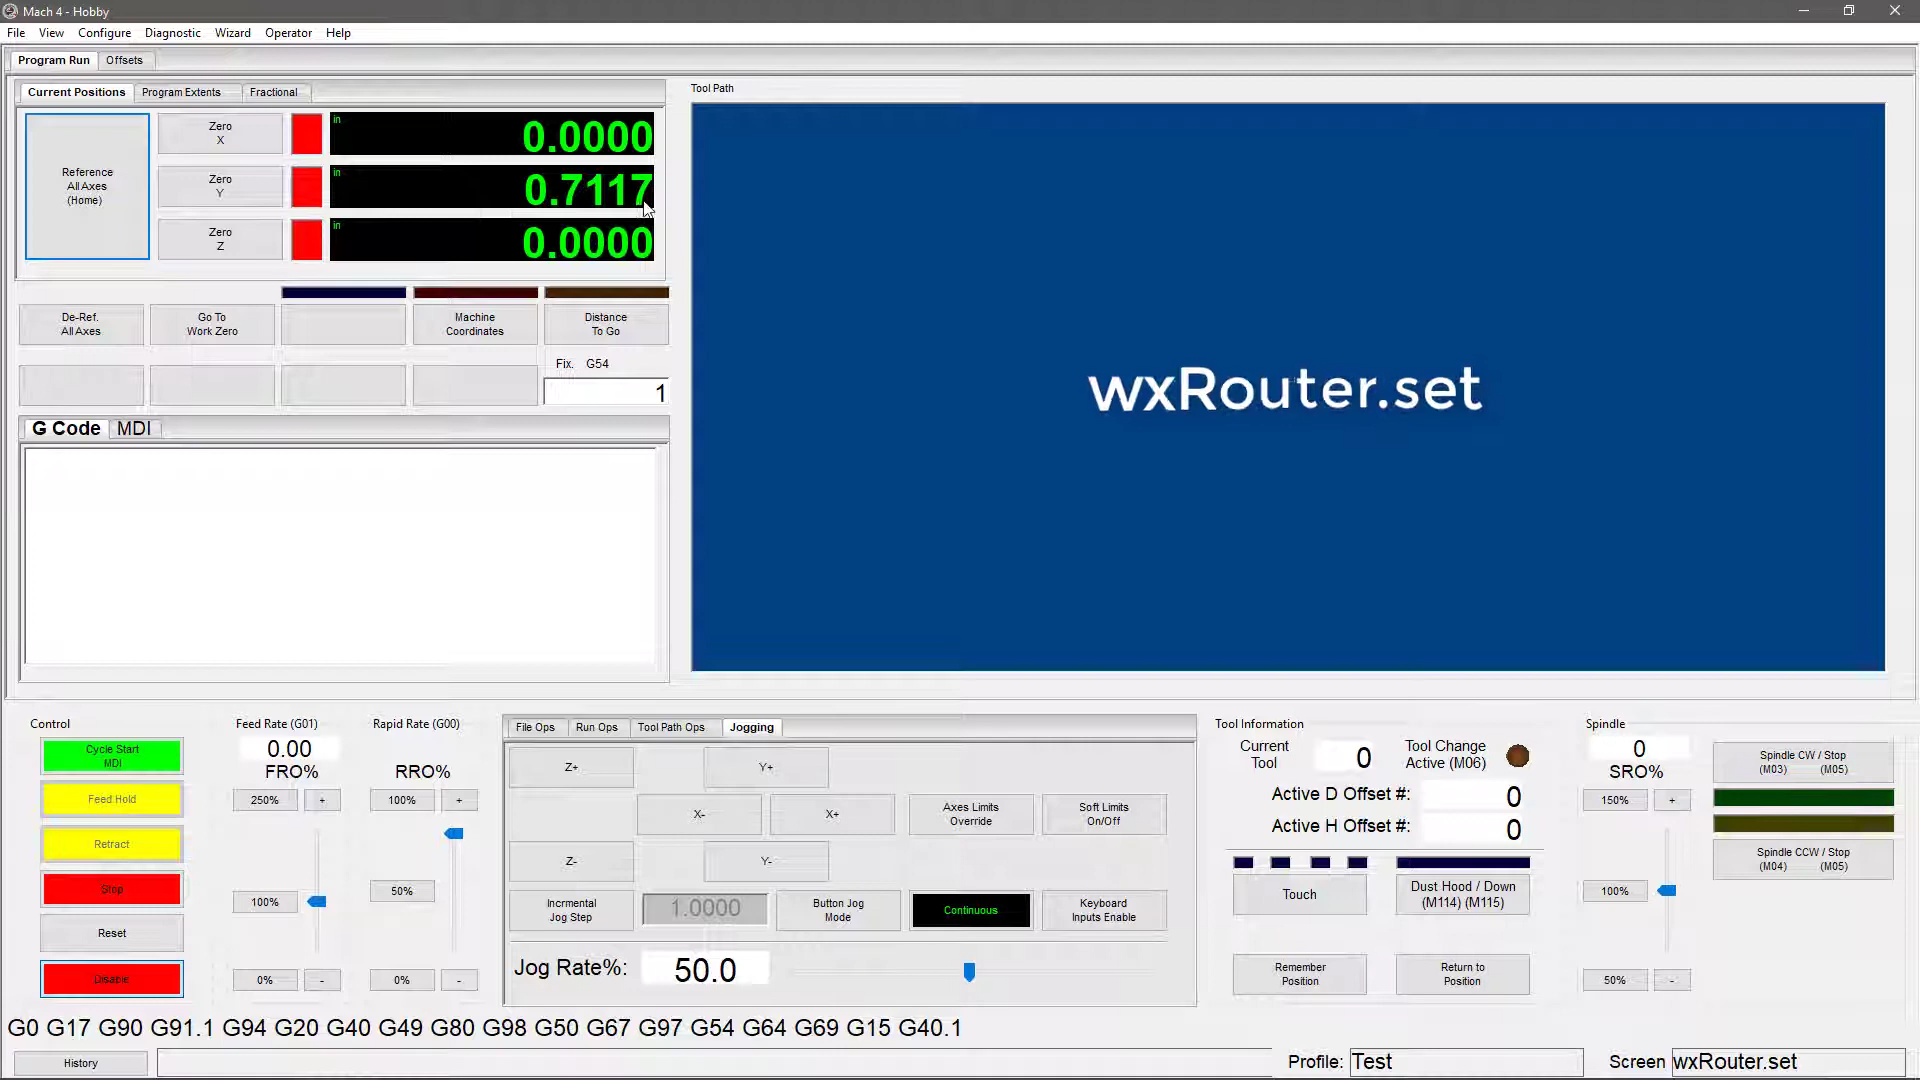 Mach 4 - Hobby
File View Configure Diagnostic Wizard Operator Help
Program Run Offsets
Current Positions Program Extents Fractional
Reference
All Axes
(Home)
Zero
X
in
0.0000
Zero
Y
in
0.7117
Zero
Z
in
0.0000
De-Ref.
All Axes
Go To
Work Zero
Machine
Coordinates
Distance
To Go
Fix. G54
1
G Code MDI
Tool Path
wxRouter.set
Control
Cycle Start
MDI
Feed Hold
Retract
Stop
Reset
Disable
Feed Rate (G01)
0.00
FRO%
250% +
100%
0% -
Rapid Rate (G00)
RRO%
100% +
50%
0% -
File Ops Run Ops Tool Path Ops Jogging
Z+ Y+
X- X+
Axes Limits
Override
Soft Limits
On/Off
Z- Y-
Incrmental
Jog Step
1.0000
Button Jog
Mode
Continuous
Keyboard
Inputs Enable
Jog Rate%: 50.0
Tool Information
Current
Tool
0
Tool Change
Active (M06)
Active D Offset #: 0
Active H Offset #: 0
Touch
Dust Hood / Down
(M114) (M115)
Remember
Position
Return to
Position
Spindle
0
SRO%
150% +
100%
50% -
Spindle CW / Stop
(M03) (M05)
Spindle CCW / Stop
(M04) (M05)
G0 G17 G90 G91.1 G94 G20 G40 G49 G80 G98 G50 G67 G97 G54 G64 G69 G15 G40.1
History
Profile: Test
Screen wxRouter.set